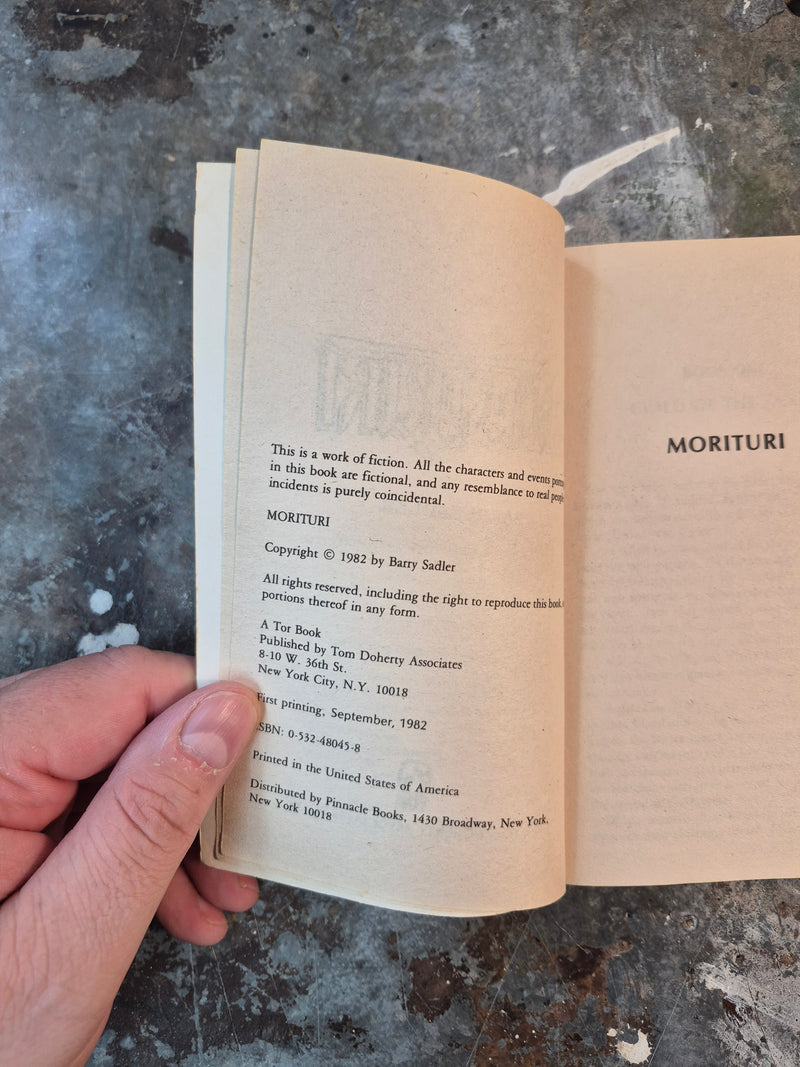 This is a work of fiction. All the characters and events
in this book are fictional, and any resemblance to real
incidents is purely coincidental.
MORITURI
Copyright © 1982 by Barry Sadler
All rights reserved, including the right to reproduce this book
portions thereof in any form.
A Tor Book
Published by Tom Doherty Associates
8-10 W. 36th St.
New York City, N.Y. 10018
First printing, September, 1982
ISBN: 0-532-48045-8
Printed in the United States of America
Distributed by Pinnacle Books, 1430 Broadway, New York,
New York 10018
MORITURI